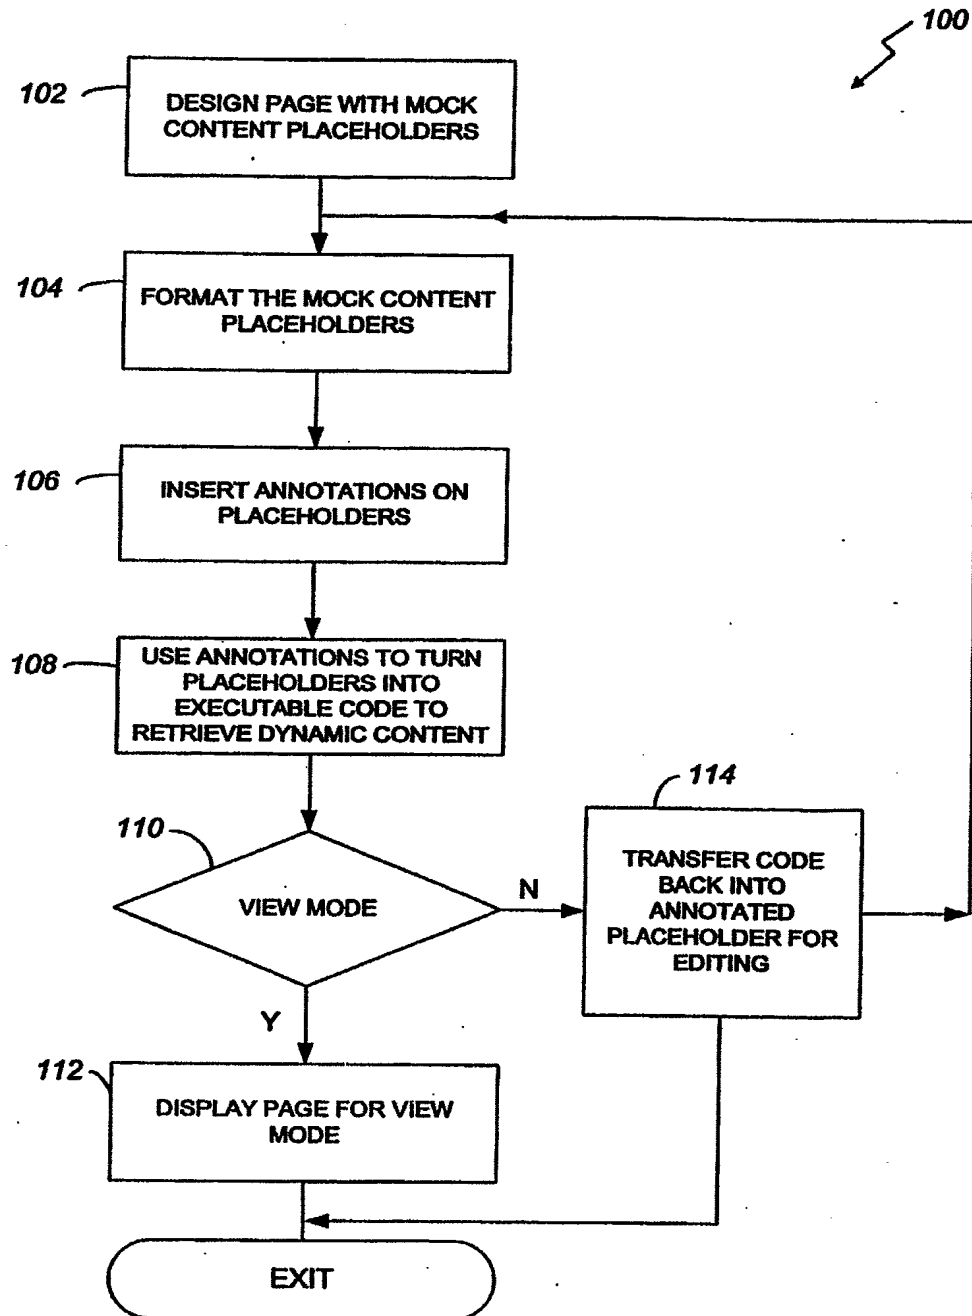 100
102
DESIGN PAGE WITH MOCK
CONTENT PLACEHOLDERS
104
FORMAT THE MOCK CONTENT
PLACEHOLDERS
106
INSERT ANNOTATIONS ON
PLACEHOLDERS
108
USE ANNOTATIONS TO TURN
PLACEHOLDERS INTO
EXECUTABLE CODE TO
RETRIEVE DYNAMIC CONTENT
110
VIEW MODE
N
114
TRANSFER CODE
BACK INTO
ANNOTATED
PLACEHOLDER FOR
EDITING
Y
112
DISPLAY PAGE FOR VIEW
MODE
EXIT